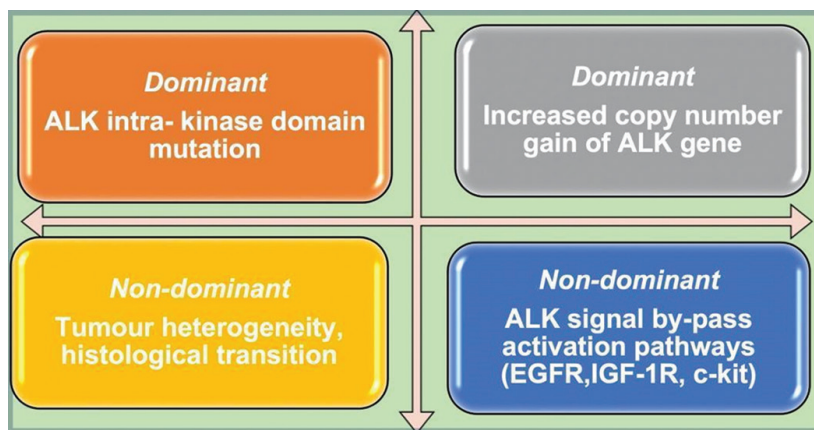 Dominant
ALK intra- kinase domain
mutation
Dominant
Increased copy number
gain of ALK gene
Non-dominant
Tumour heterogeneity,
histological transition
Non-dominant
ALK signal by-pass
activation pathways
(EGFR,IGF-1R, c-kit)